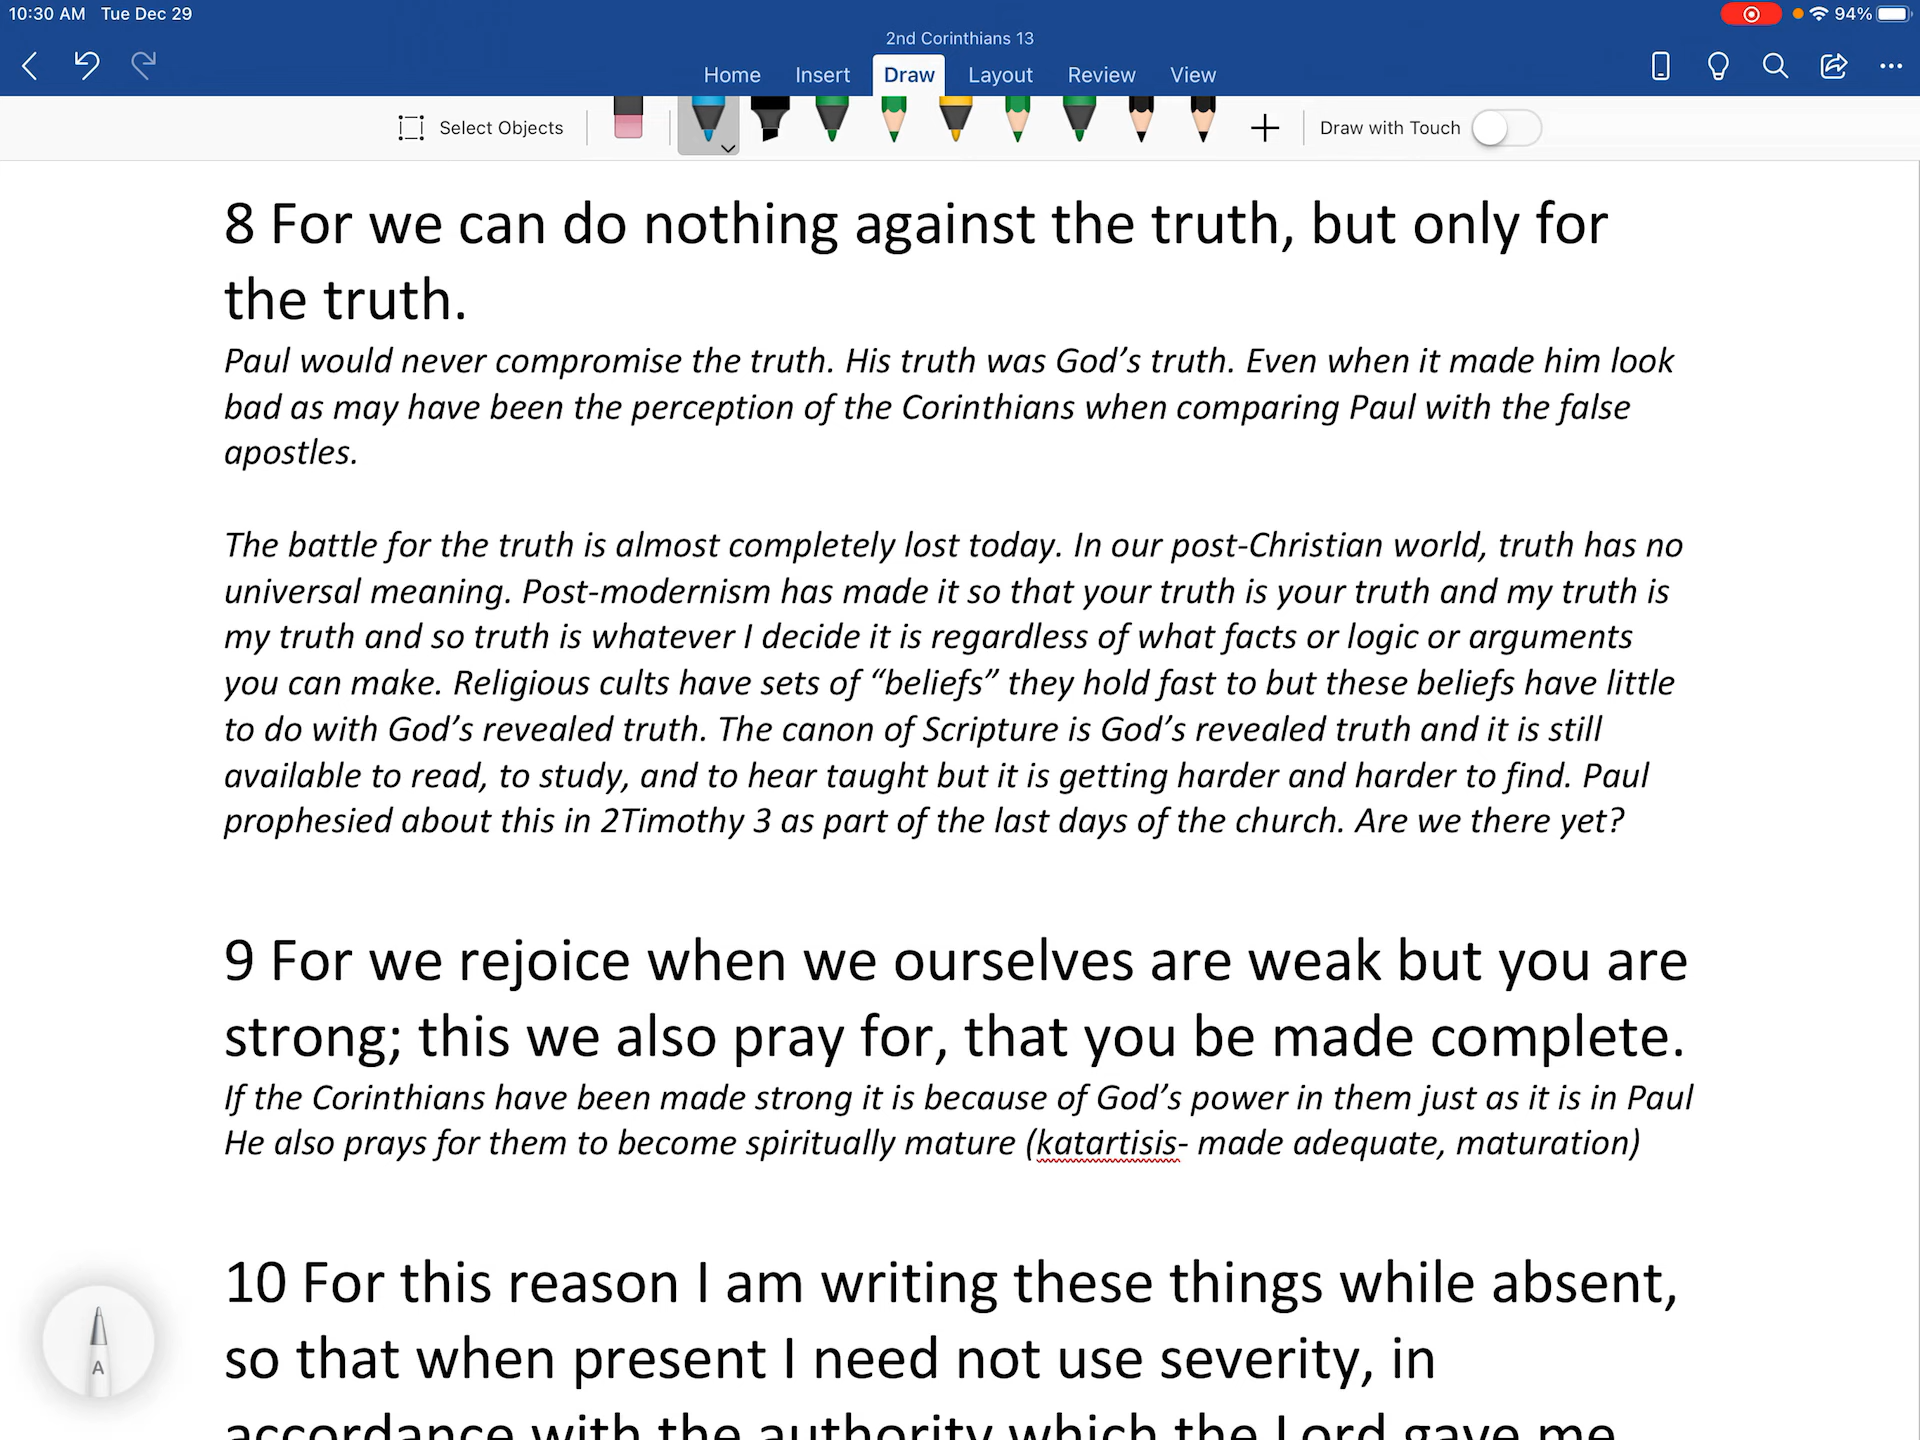 10:30 AM Tue Dec 29
94%
2nd Corinthians 13
Home Insert Draw Layout Review View
Select Objects
Draw with Touch
8 For we can do nothing against the truth, but only for
the truth.
Paul would never compromise the truth. His truth was God’s truth. Even when it made him look
bad as may have been the perception of the Corinthians when comparing Paul with the false
apostles.
The battle for the truth is almost completely lost today. In our post-Christian world, truth has no
universal meaning. Post-modernism has made it so that your truth is your truth and my truth is
my truth and so truth is whatever I decide it is regardless of what facts or logic or arguments
you can make. Religious cults have sets of “beliefs” they hold fast to but these beliefs have little
to do with God’s revealed truth. The canon of Scripture is God’s revealed truth and it is still
available to read, to study, and to hear taught but it is getting harder and harder to find. Paul
prophesied about this in 2Timothy 3 as part of the last days of the church. Are we there yet?
9 For we rejoice when we ourselves are weak but you are
strong; this we also pray for, that you be made complete.
If the Corinthians have been made strong it is because of God’s power in them just as it is in Paul
He also prays for them to become spiritually mature (katartisis- made adequate, maturation)
10 For this reason I am writing these things while absent,
so that when present I need not use severity, in
accordance with the authority which the Lord gave me
A